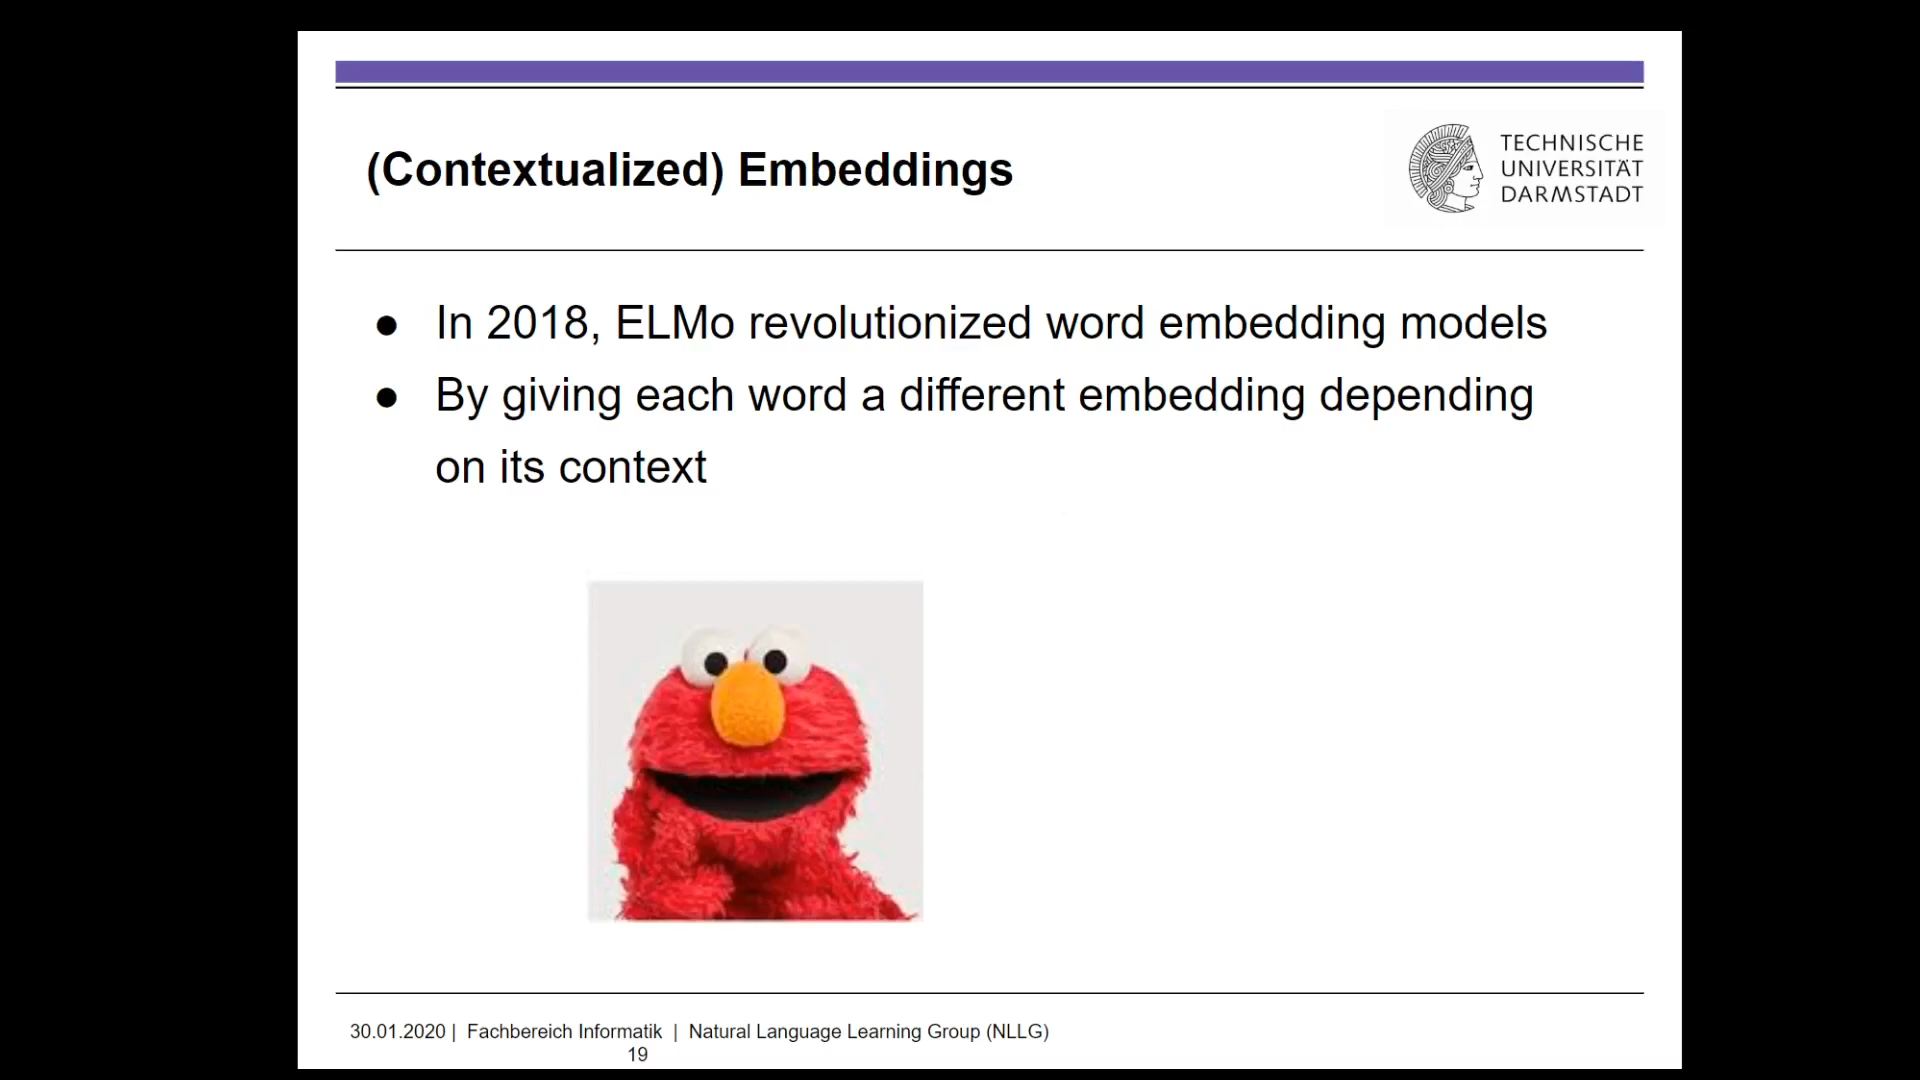 (Contextualized) Embeddings
TECHNISCHE
UNIVERSITÄT
DARMSTADT
● In 2018, ELMo revolutionized word embedding models
● By giving each word a different embedding depending
on its context
30.01.2020 | Fachbereich Informatik | Natural Language Learning Group (NLLG)
19